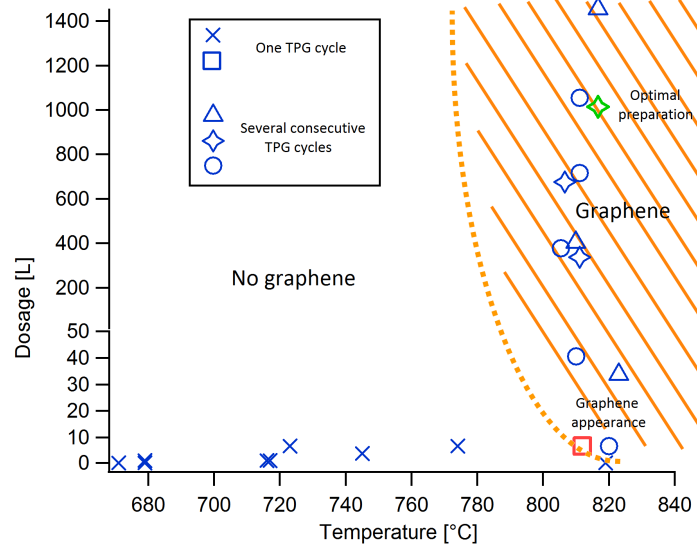 1400
1200
1000
800
600
400
200
50
40
30
20
10
0
Dosage [L]
One TPG cycle
Several consecutive
TPG cycles
Optimal
preparation
Graphene
No graphene
Graphene
appearance
680
700
720
740
760
780
800
820
840
Temperature [°C]